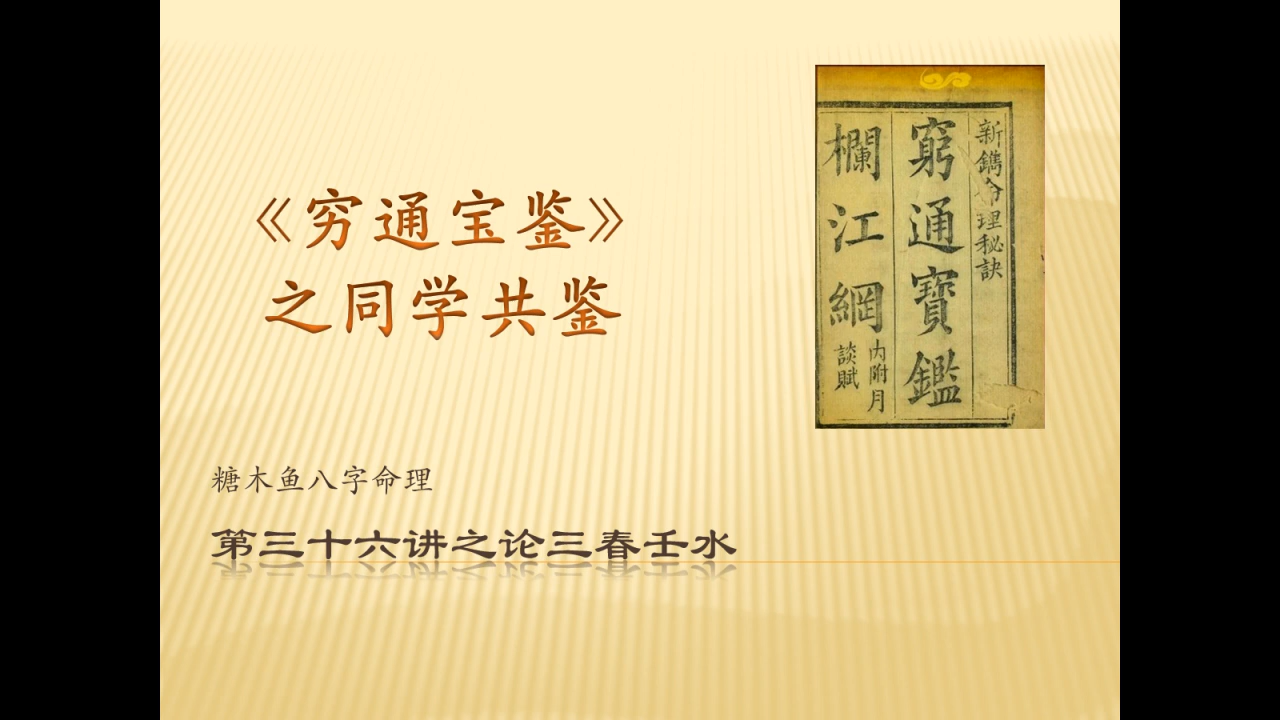 《穷通宝鉴》
之同学共鉴
糖木鱼八字命理
第三十六讲之论三春壬水
新鐫命理秘訣
窮通寶鑑
欄江網
內附月
談賦